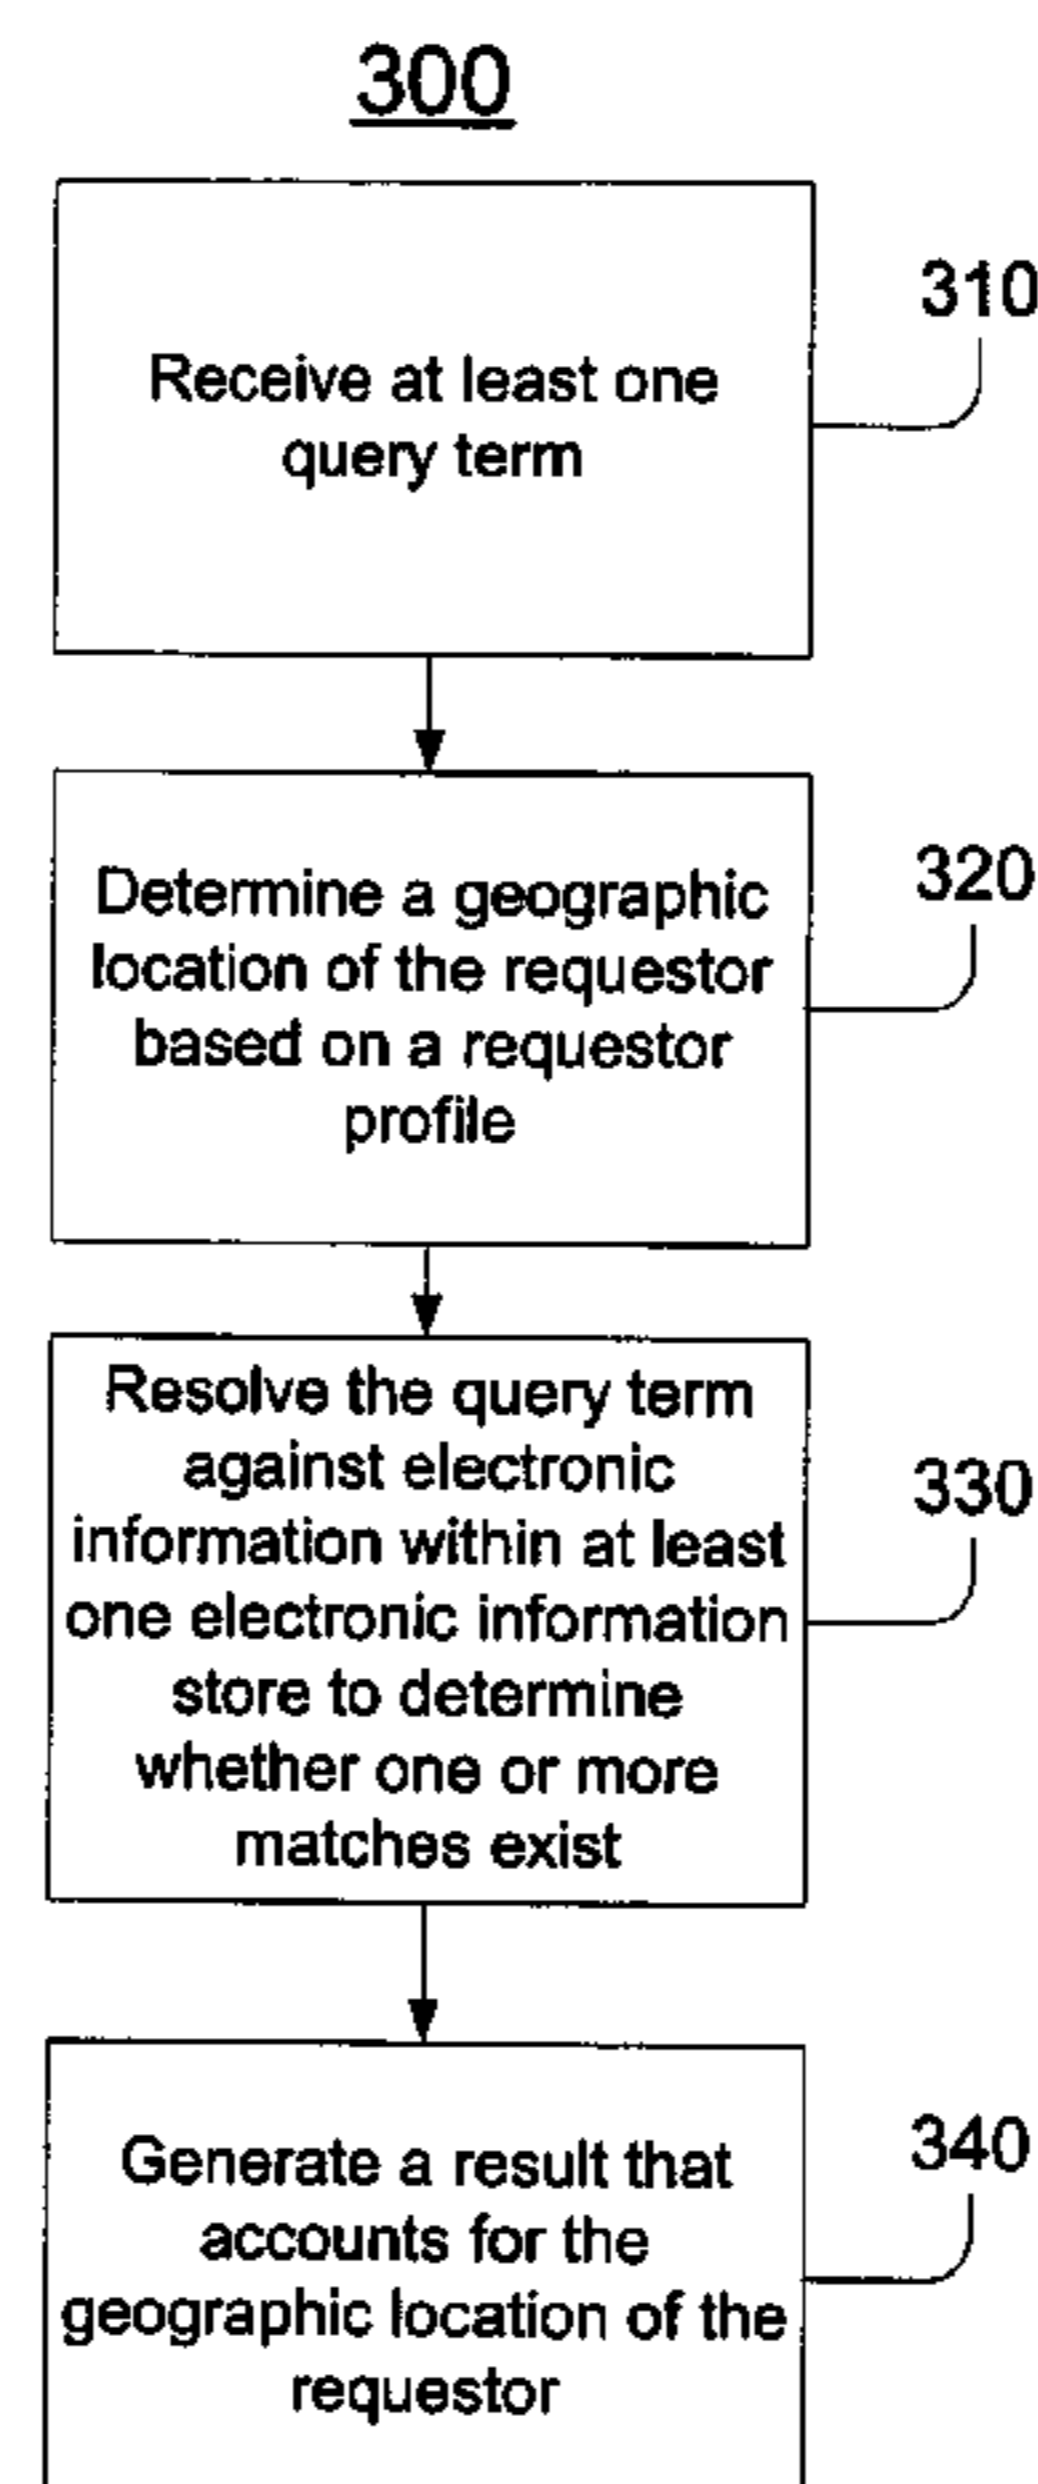 300
310
Receive at least one
query term
320
Determine a geographic
location of the requestor
based on a requestor
profile
330
Resolve the query term
against electronic
information within at least
one electronic information
store to determine
whether one or more
matches exist
340
Generate a result that
accounts for the
geographic location of the
requestor